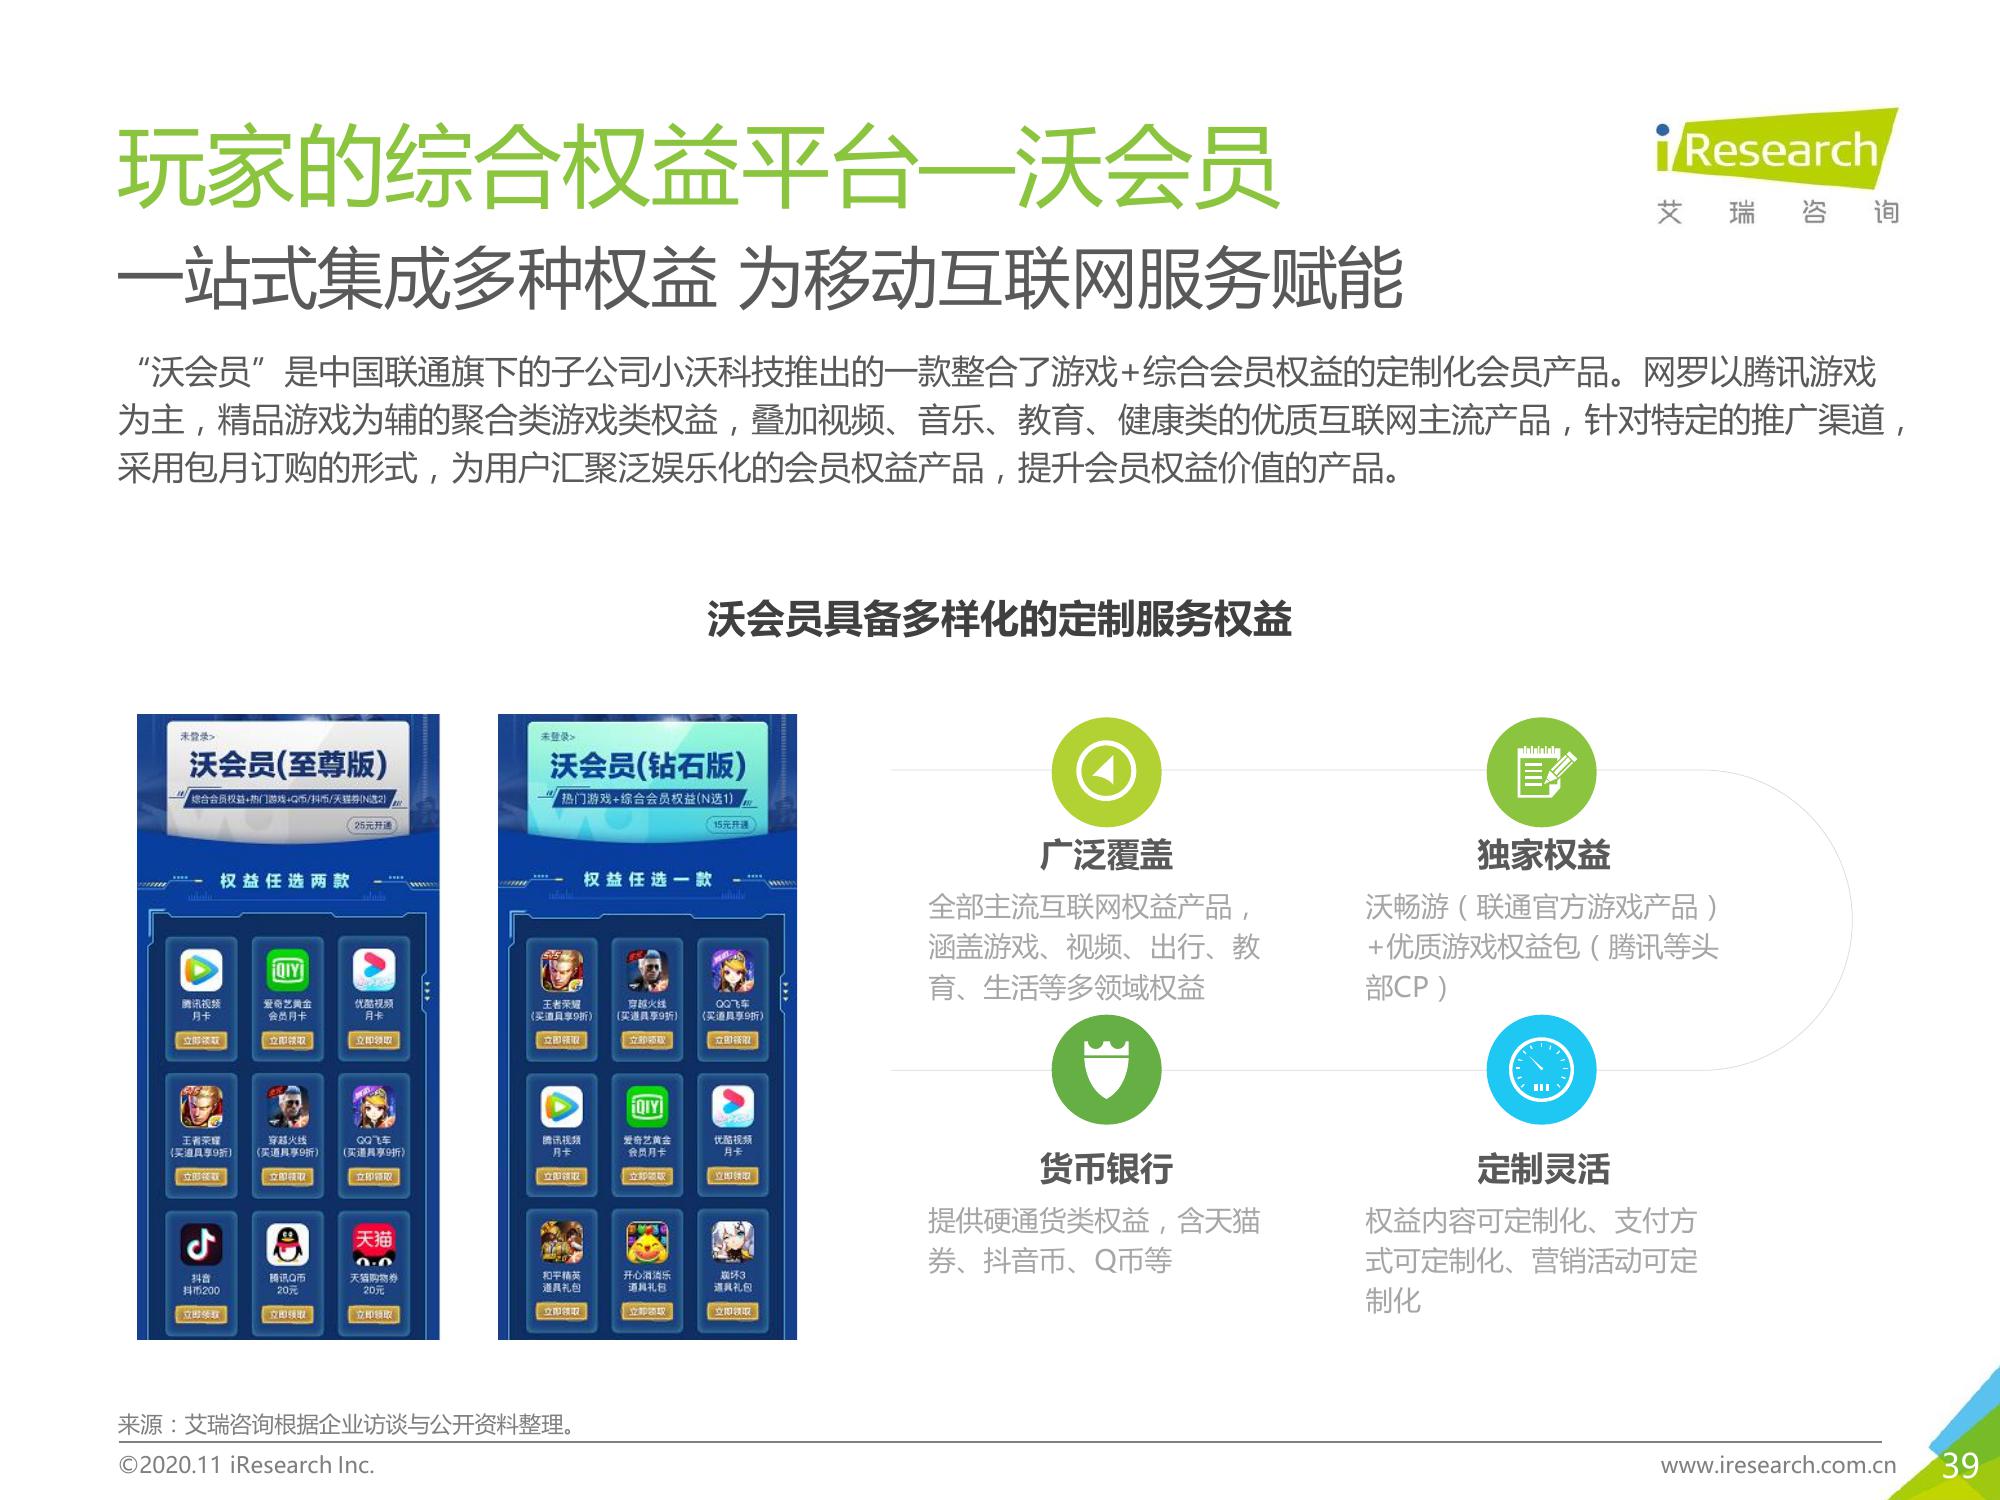 玩家的综合权益平台—沃会员
iResearch
艾瑞咨询
一站式集成多种权益 为移动互联网服务赋能
“沃会员”是中国联通旗下的子公司小沃科技推出的一款整合了游戏+综合会员权益的定制化会员产品。网罗以腾讯游戏
为主，精品游戏为辅的聚合类游戏类权益，叠加视频、音乐、教育、健康类的优质互联网主流产品，针对特定的推广渠道，
采用包月订购的形式，为用户汇聚泛娱乐化的会员权益产品，提升会员权益价值的产品。
沃会员具备多样化的定制服务权益
未登录>
沃会员(至尊版)
综合会员权益+热门游戏+Q币/抖币/天猫券(N选2)
25元开通
权益任选两款
腾讯视频
月卡
立即领取
爱奇艺黄金
会员月卡
立即领取
优酷视频
月卡
立即领取
王者荣耀
(买道具享9折)
立即领取
穿越火线
(买道具享9折)
立即领取
QQ飞车
(买道具享9折)
立即领取
抖音
抖币200
立即领取
腾讯Q币
20元
立即领取
天猫
天猫购物券
20元
立即领取
未登录>
沃会员(钻石版)
热门游戏+综合会员权益(N选1)
15元开通
权益任选一款
王者荣耀
(买道具享9折)
立即领取
穿越火线
(买道具享9折)
立即领取
QQ飞车
(买道具享9折)
立即领取
腾讯视频
月卡
立即领取
爱奇艺黄金
会员月卡
立即领取
优酷视频
月卡
立即领取
和平精英
道具礼包
立即领取
开心消消乐
道具礼包
立即领取
崩坏3
道具礼包
立即领取
广泛覆盖
全部主流互联网权益产品，
涵盖游戏、视频、出行、教
育、生活等多领域权益
独家权益
沃畅游（联通官方游戏产品）
+优质游戏权益包（腾讯等头
部CP）
货币银行
提供硬通货类权益，含天猫
券、抖音币、Q币等
定制灵活
权益内容可定制化、支付方
式可定制化、营销活动可定
制化
来源：艾瑞咨询根据企业访谈与公开资料整理。
©2020.11 iResearch Inc.
www.iresearch.com.cn
39